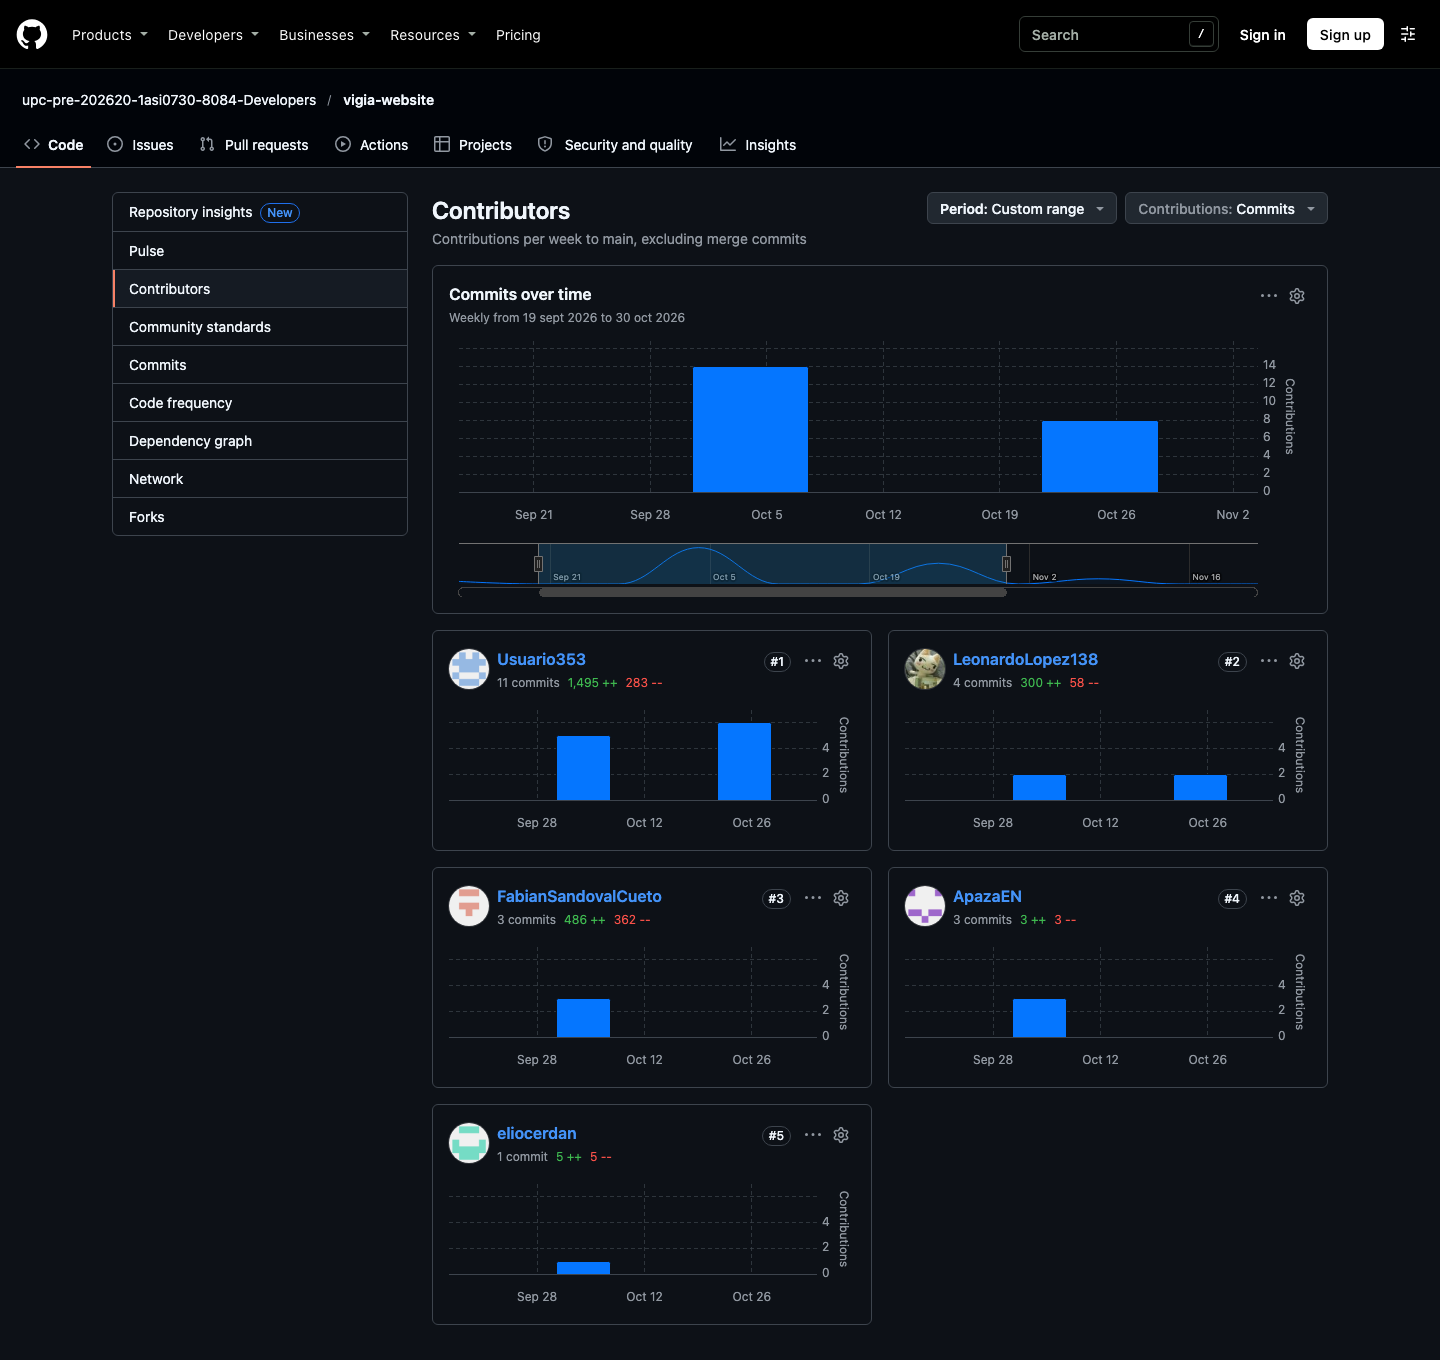 Products Developers Businesses Resources Pricing Search / Sign in Sign up
upc-pre-202620-1asi0730-8084-Developers / vigia-website
Code Issues Pull requests Actions Projects Security and quality Insights
Repository insights New
Pulse
Contributors
Community standards
Commits
Code frequency
Dependency graph
Network
Forks
Contributors
Period: Custom range
Contributions: Commits
Contributions per week to main, excluding merge commits
Commits over time
Weekly from 19 sept 2026 to 30 oct 2026
14
12
10
8
6
4
2
0
Contributions
Sep 21 Sep 28 Oct 5 Oct 12 Oct 19 Oct 26 Nov 2
Sep 21 Oct 5 Oct 19 Nov 2 Nov 16
Usuario353 #1
11 commits 1,495 ++ 283 --
4
2
0
Contributions
Sep 28 Oct 12 Oct 26
LeonardoLopez138 #2
4 commits 300 ++ 58 --
4
2
0
Contributions
Sep 28 Oct 12 Oct 26
FabianSandovalCueto #3
3 commits 486 ++ 362 --
4
2
0
Contributions
Sep 28 Oct 12 Oct 26
ApazaEN #4
3 commits 3 ++ 3 --
4
2
0
Contributions
Sep 28 Oct 12 Oct 26
eliocerdan #5
1 commit 5 ++ 5 --
4
2
0
Contributions
Sep 28 Oct 12 Oct 26